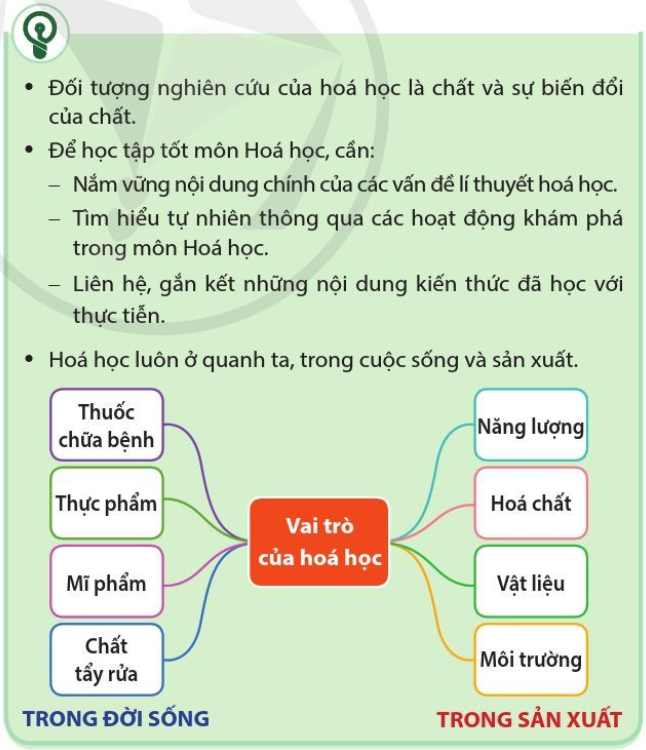 • Đối tượng nghiên cứu của hoá học là chất và sự biến đổi
của chất.
• Để học tập tốt môn Hoá học, cần:
– Nắm vững nội dung chính của các vấn đề lí thuyết hoá học.
– Tìm hiểu tự nhiên thông qua các hoạt động khám phá
trong môn Hoá học.
– Liên hệ, gắn kết những nội dung kiến thức đã học với
thực tiễn.
• Hoá học luôn ở quanh ta, trong cuộc sống và sản xuất.
Thuốc
chữa bệnh
Thực phẩm
Mĩ phẩm
Chất
tẩy rửa
TRONG ĐỜI SỐNG
Vai trò
của hoá học
Năng lượng
Hoá chất
Vật liệu
Môi trường
TRONG SẢN XUẤT